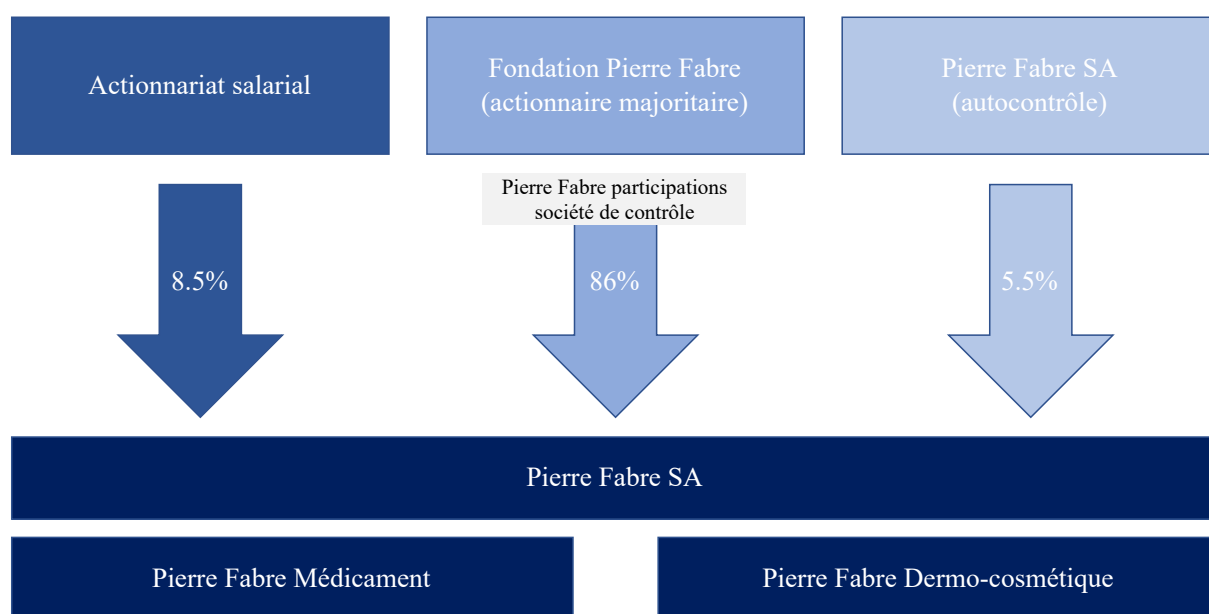 Actionnariat salarial
Fondation Pierre Fabre
(actionnaire majoritaire)
Pierre Fabre SA
(autocontrôle)
Pierre Fabre participations
société de contrôle
8.5%
86%
5.5%
Pierre Fabre SA
Pierre Fabre Médicament
Pierre Fabre Dermo-cosmétique